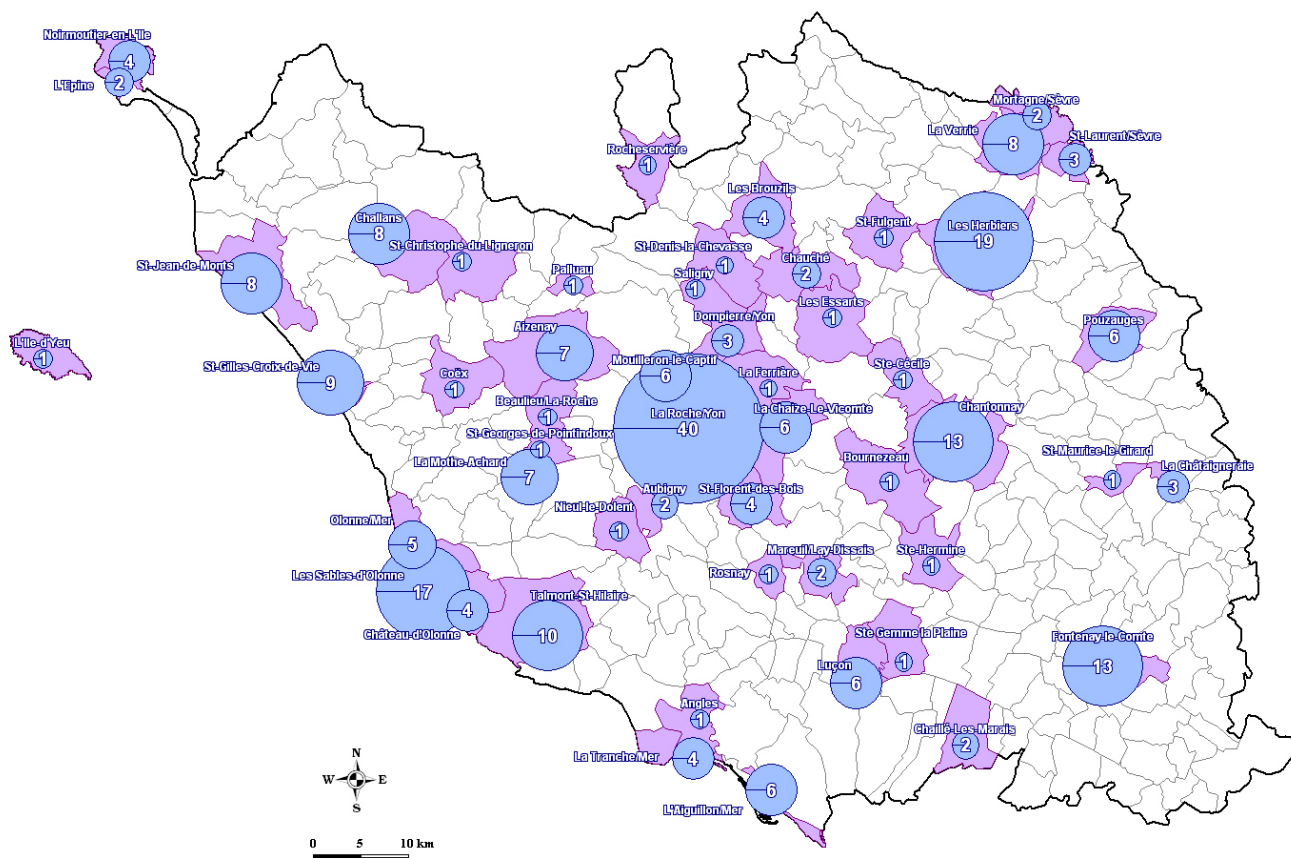 Noirmoutier-en-L'Ile
4
L'Epine
2
Mortagne/Sèvre
2
La Verrie
8
St-Laurent/Sèvre
3
Rocheservière
1
Les Brouzils
4
St-Fulgent
1
Les Herbiers
19
Challans
8
St-Christophe-du-Ligneron
1
St-Denis-la-Chevasse
1
Chauché
2
St-Jean-de-Monts
8
Palluau
1
Saligny
1
Les Essarts
1
Dompierre/Yon
3
Pouzauges
6
L'Ile-d'Yeu
1
Aizenay
7
Mouilleron-le-Captif
6
St-Gilles-Croix-de-Vie
9
Coëx
1
La Ferrière
1
Ste-Cécile
1
Beaulieu/La-Roche
1
La Roche/Yon
40
La Chaize-Le-Vicomte
6
Chantonnay
13
St-Georges-de-Pointindoux
1
La Mothe-Achard
7
Bournezeau
1
St-Maurice-le-Girard
1
La Châtaigneraie
3
Aubigny
2
St-Florent-des-Bois
4
Nieul-le-Dolent
1
Olonne/Mer
5
Mareuil/Lay-Dissais
2
Ste-Hermine
1
Rosnay
1
Les Sables-d'Olonne
17
Château-d'Olonne
4
Talmont-St-Hilaire
10
Ste Gemme la Plaine
1
Luçon
6
Fontenay-le-Comte
13
Angles
1
Chaillé-Les-Marais
2
La Tranche/Mer
4
L'Aiguillon/Mer
6
N
W E
S
0 5 10 km